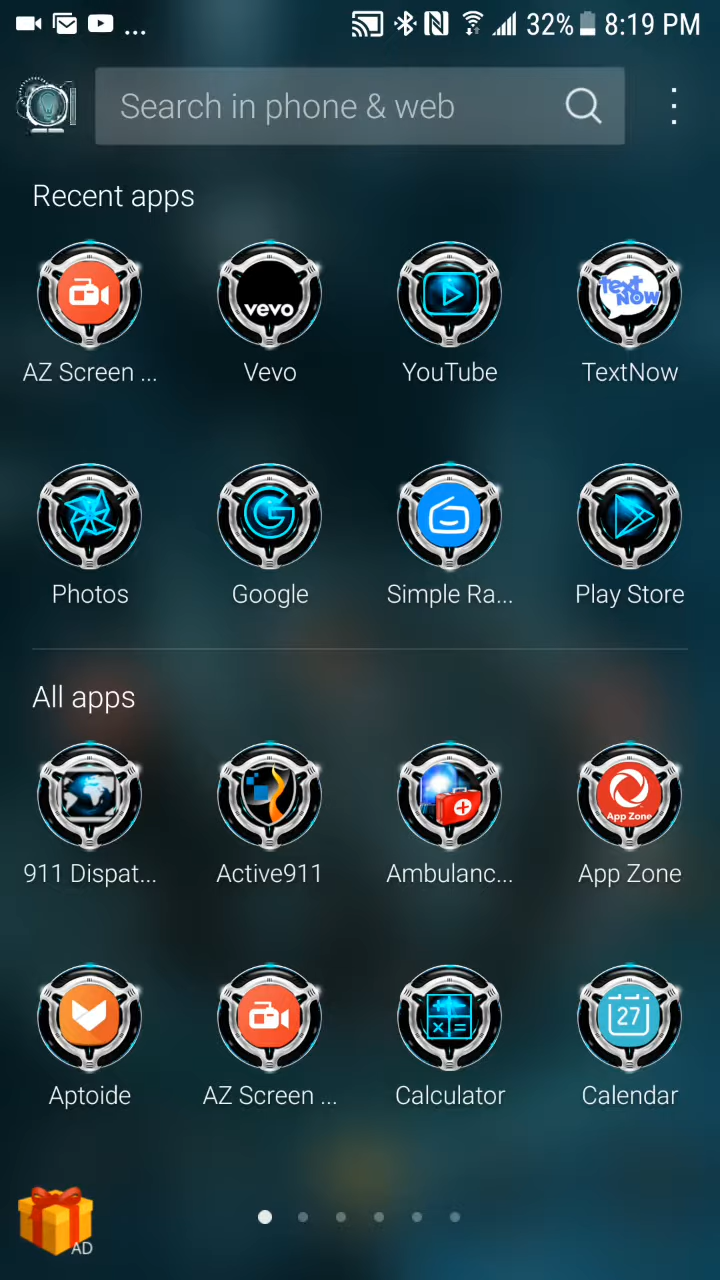 ... 32% 8:19 PM
Search in phone & web
Recent apps
vevo
text
NOW
AZ Screen ... Vevo YouTube TextNow
Photos Google Simple Ra... Play Store
All apps
App Zone
911 Dispat... Active911 Ambulanc... App Zone
27
Aptoide AZ Screen ... Calculator Calendar
AD